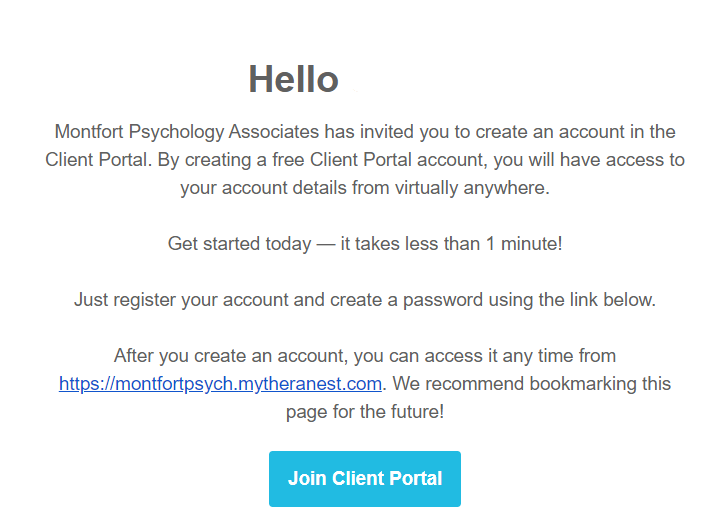 Hello
Montfort Psychology Associates has invited you to create an account in the
Client Portal. By creating a free Client Portal account, you will have access to
your account details from virtually anywhere.
Get started today — it takes less than 1 minute!
Just register your account and create a password using the link below.
After you create an account, you can access it any time from
https://montfortpsych.mytheranest.com. We recommend bookmarking this
page for the future!
Join Client Portal